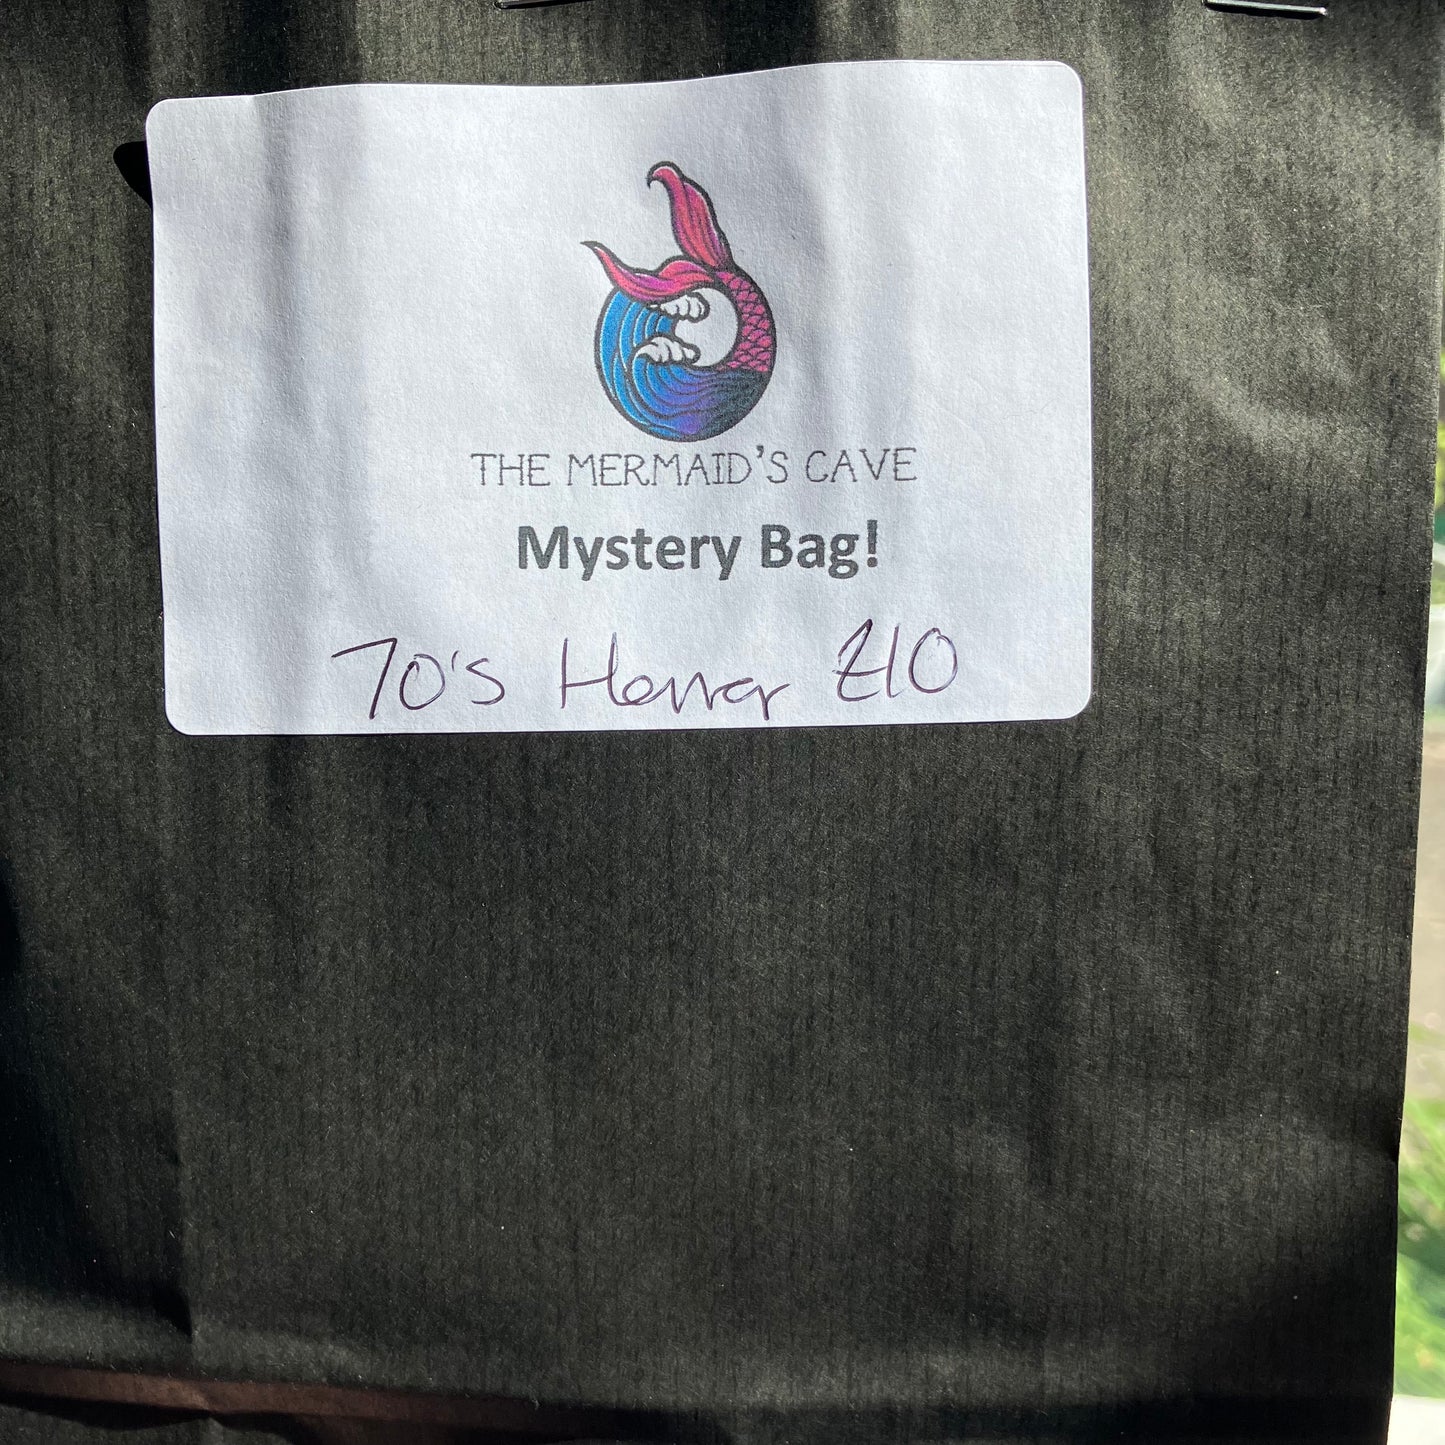 THE MERMAID'S CAVE
Mystery Bag!
70's Horror £10